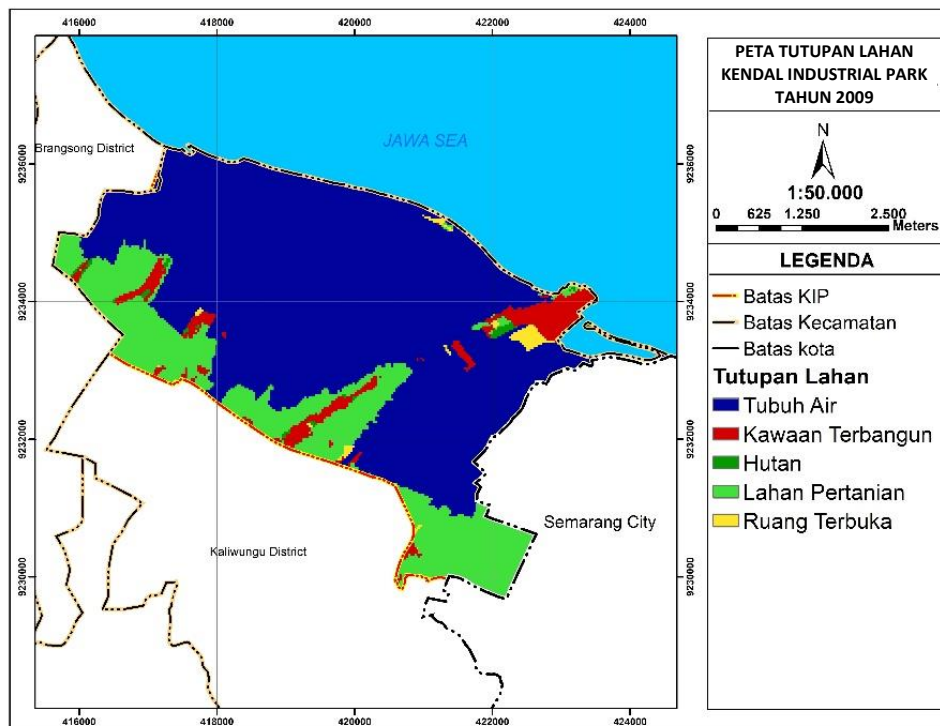 416000 418000 420000 422000 424000
PETA TUTUPAN LAHAN
KENDAL INDUSTRIAL PARK
TAHUN 2009
N
1:50.000
0 625 1.250 2.500
Meters
LEGENDA
Batas KIP
Batas Kecamatan
Batas kota
Tutupan Lahan
Tubuh Air
Kawaan Terbangun
Hutan
Lahan Pertanian
Ruang Terbuka
JAWA SEA
Brangsong District
Semarang City
Kaliwungu District
9236000
9234000
9232000
9230000
9236000
9234000
9232000
9230000
416000 418000 420000 422000 424000